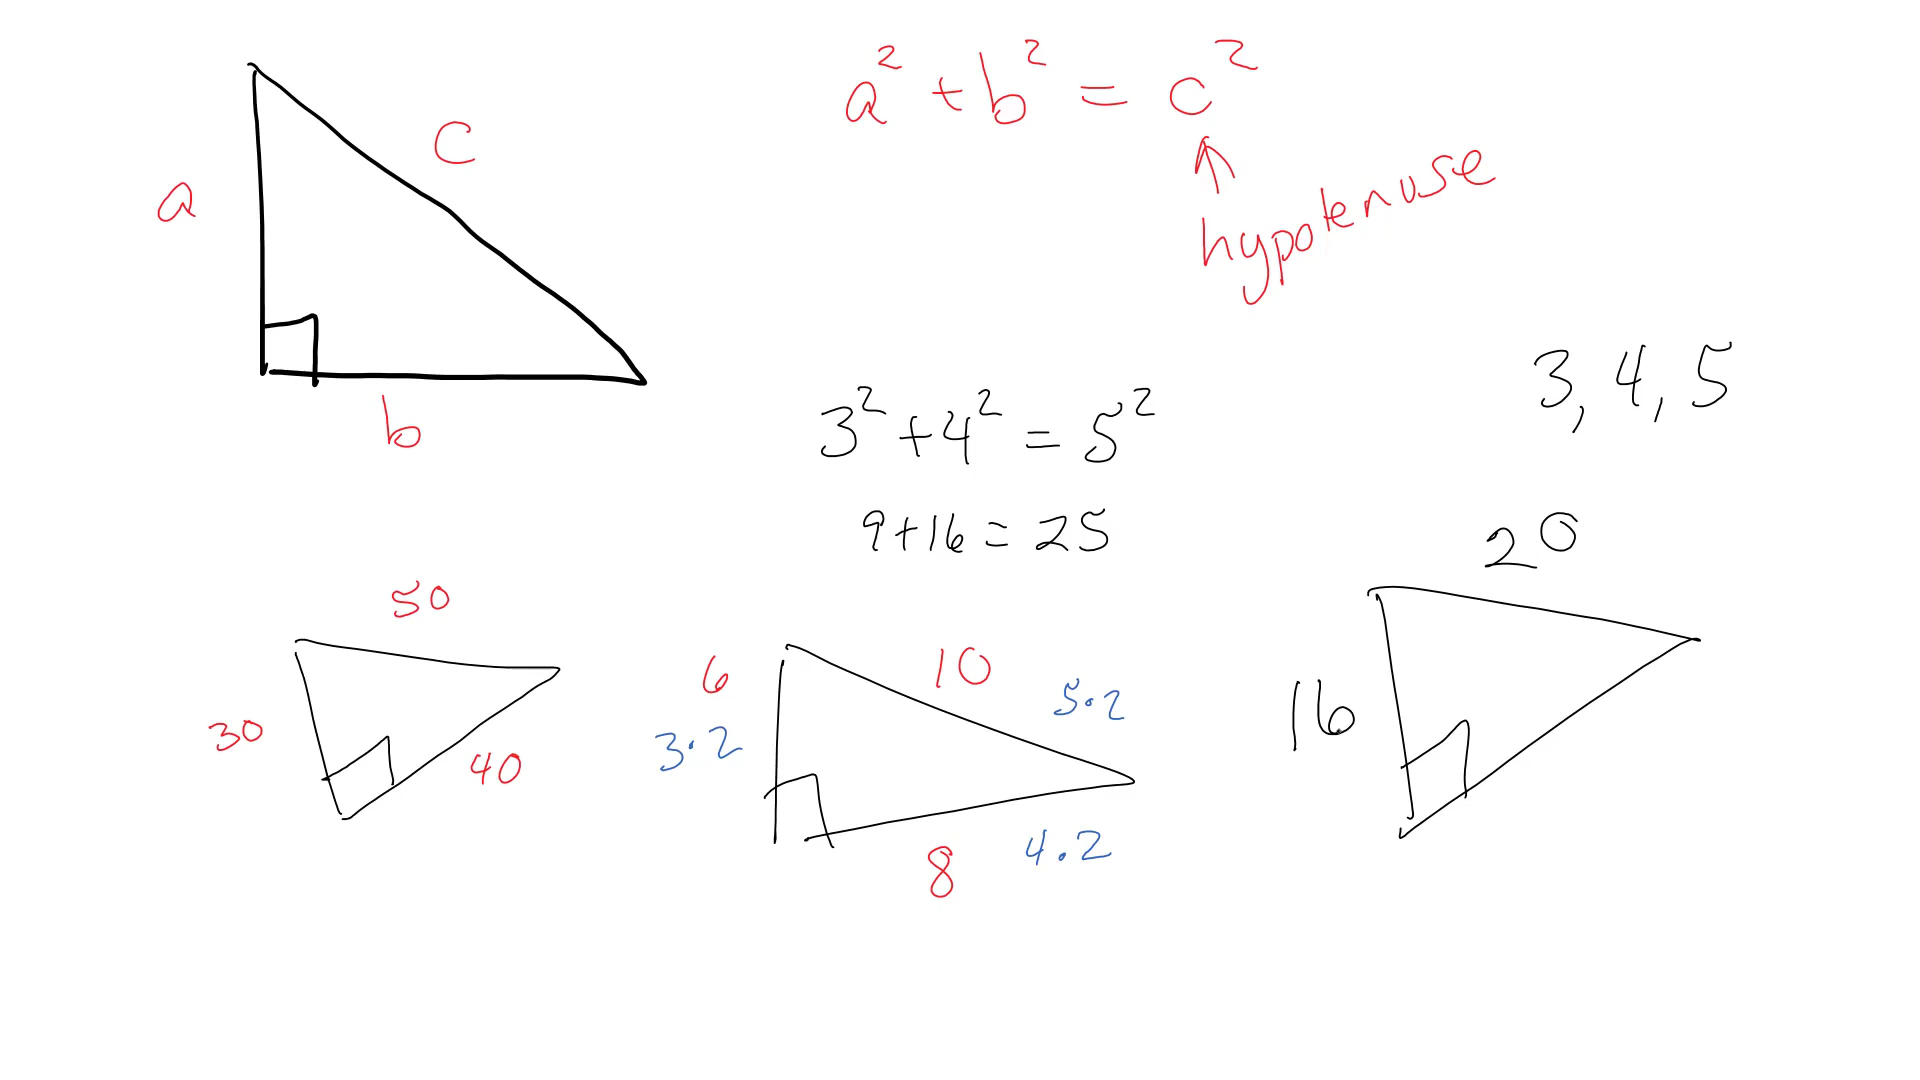 a² + b² = c²
hypotenuse
a
c
b
3² + 4² = 5²
9 + 16 = 25
3, 4, 5
50
30
40
6
3·2
10
5·2
8
4·2
20
16